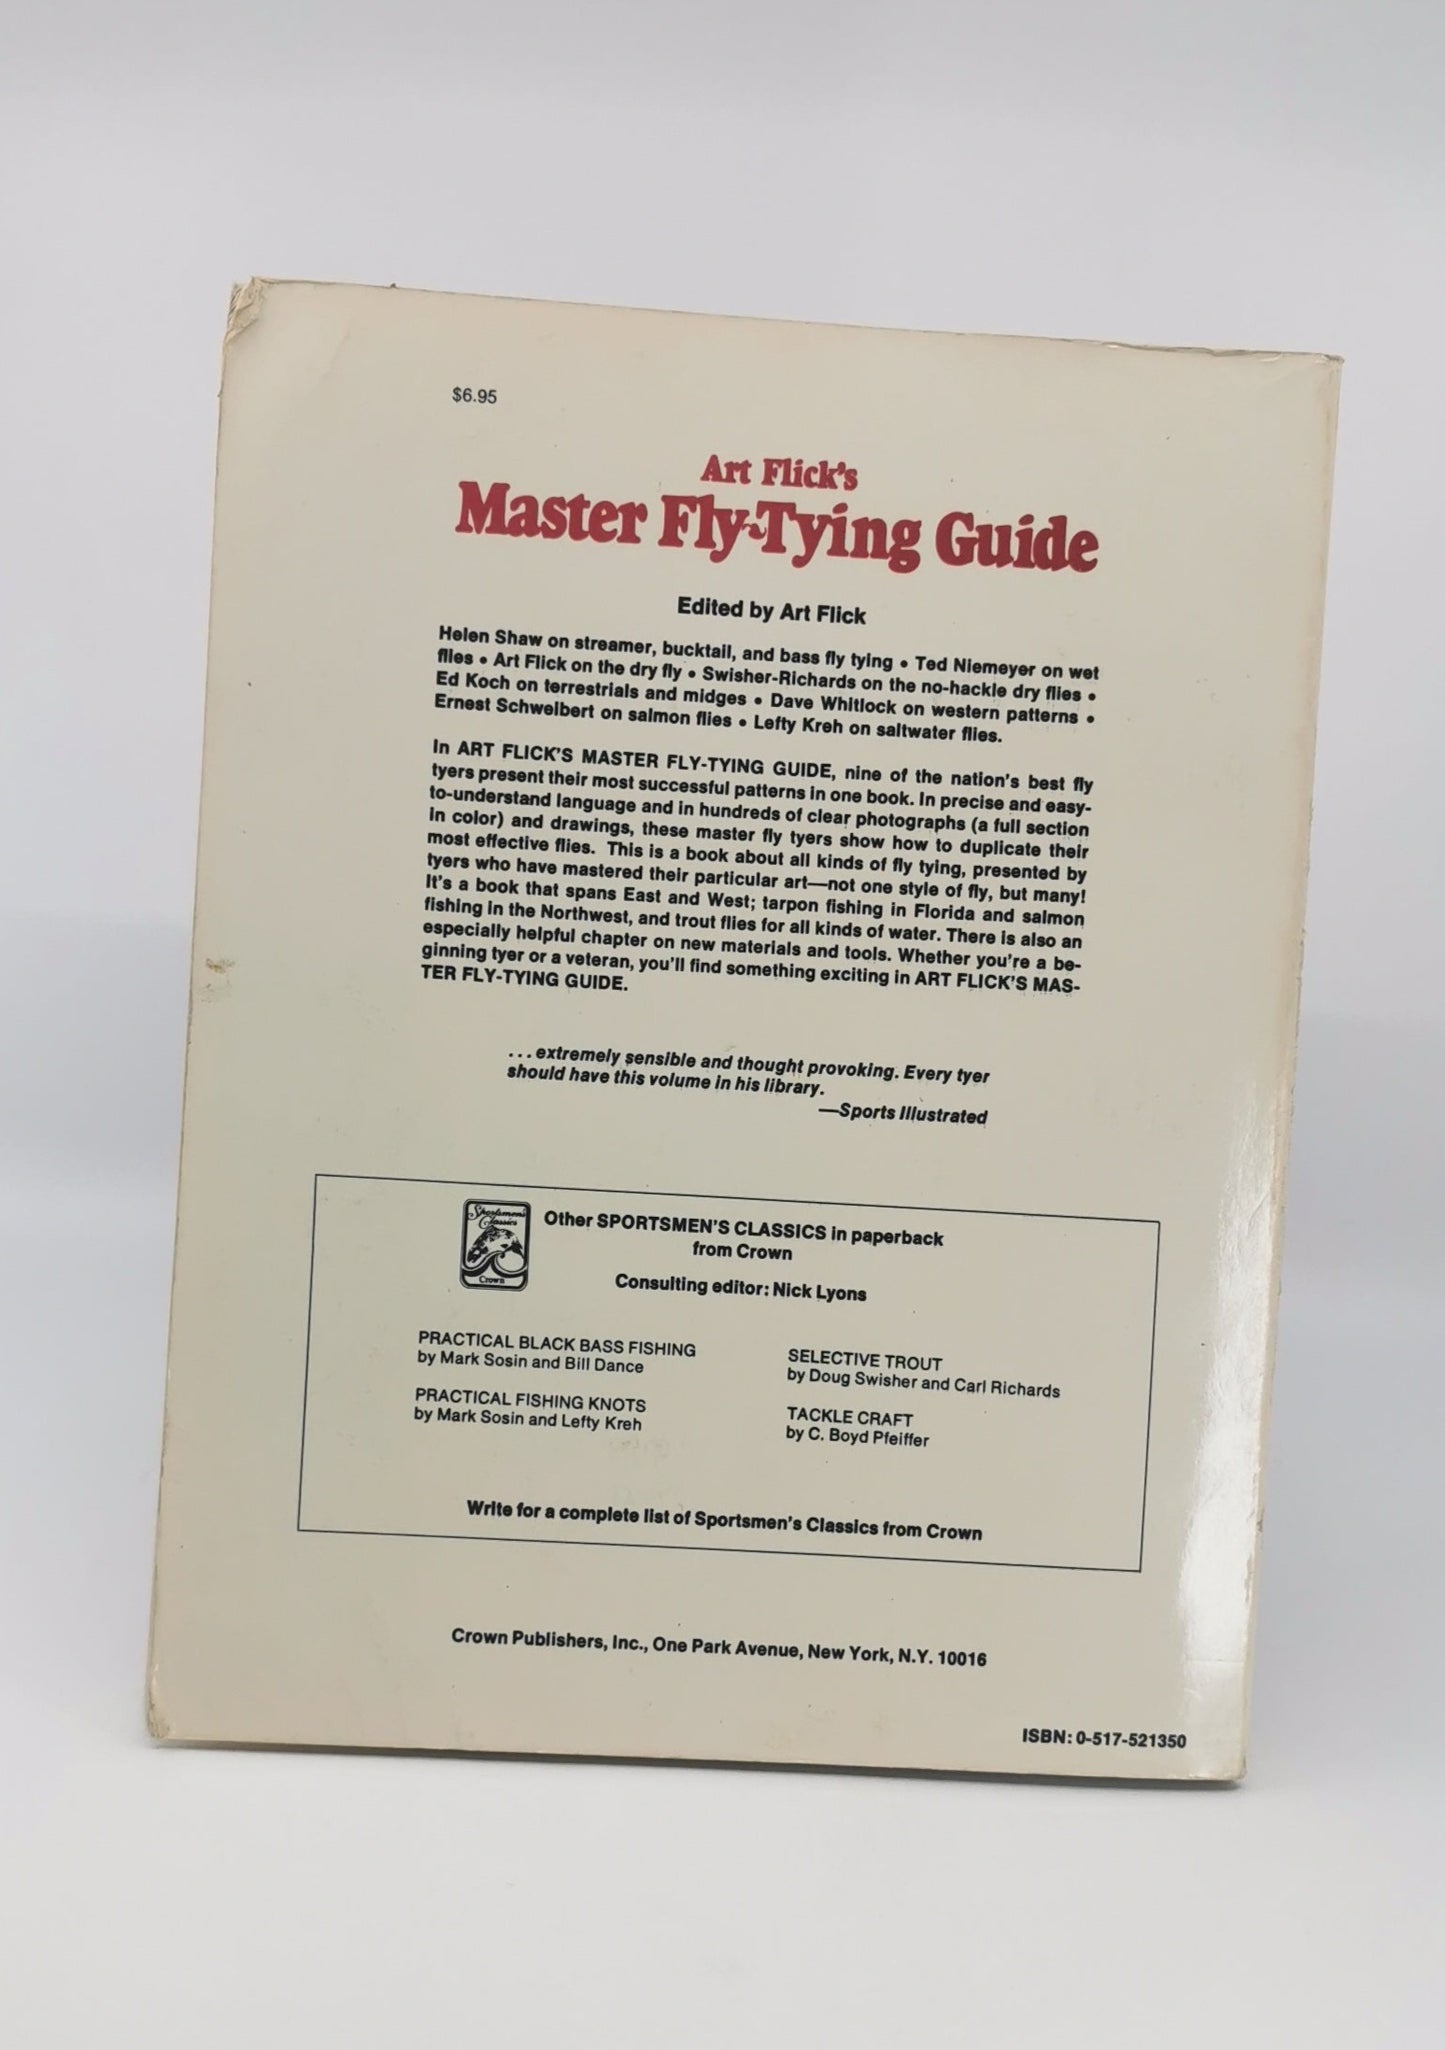 $6.95
Art Flick's
Master Fly-Tying Guide
Edited by Art Flick
Helen Shaw on streamer, bucktail, and bass fly tying • Ted Niemeyer on wet
flies • Art Flick on the dry fly • Swisher-Richards on the no-hackle dry flies •
Ed Koch on terrestrials and midges • Dave Whitlock on western patterns •
Ernest Schweibert on salmon flies • Lefty Kreh on saltwater flies.
In ART FLICK'S MASTER FLY-TYING GUIDE, nine of the nation's best fly
tyers present their most successful patterns in one book. In precise and easy-
to-understand language and in hundreds of clear photographs (a full section
in color) and drawings, these master fly tyers show how to duplicate their
most effective flies. This is a book about all kinds of fly tying, presented by
tyers who have mastered their particular art—not one style of fly, but many!
It's a book that spans East and West; tarpon fishing in Florida and salmon
fishing in the Northwest, and trout flies for all kinds of water. There is also an
especially helpful chapter on new materials and tools. Whether you're a be-
ginning tyer or a veteran, you'll find something exciting in ART FLICK'S MAS-
TER FLY-TYING GUIDE.
...extremely sensible and thought provoking. Every tyer
should have this volume in his library.
—Sports Illustrated
Sportsmen's
Classics
Crown
Other SPORTSMEN'S CLASSICS in paperback
from Crown
Consulting editor: Nick Lyons
PRACTICAL BLACK BASS FISHING
by Mark Sosin and Bill Dance
PRACTICAL FISHING KNOTS
by Mark Sosin and Lefty Kreh
SELECTIVE TROUT
by Doug Swisher and Carl Richards
TACKLE CRAFT
by C. Boyd Pfeiffer
Write for a complete list of Sportsmen's Classics from Crown
Crown Publishers, Inc., One Park Avenue, New York, N.Y. 10016
ISBN: 0-517-521350